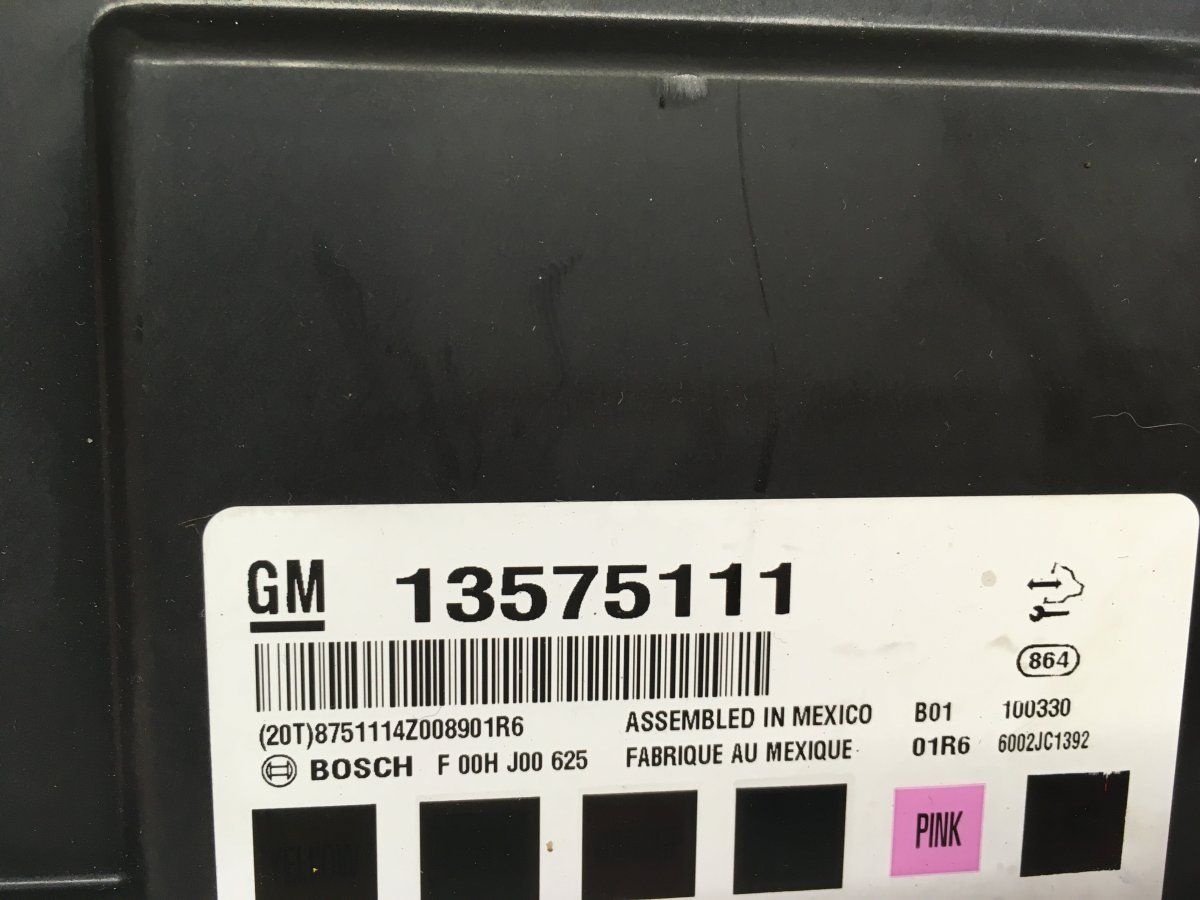 GM 13575111
864
(20T)8751114Z008901R6 ASSEMBLED IN MEXICO B01 100330
BOSCH F 00H J00 625 FABRIQUE AU MEXIQUE 01R6 6002JC1392
YELLOW PINK